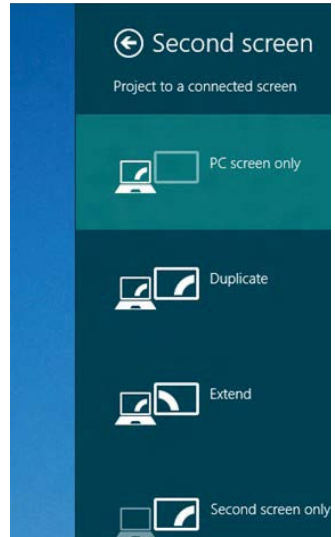 Second screen
Project to a connected screen
PC screen only
Duplicate
Extend
Second screen only